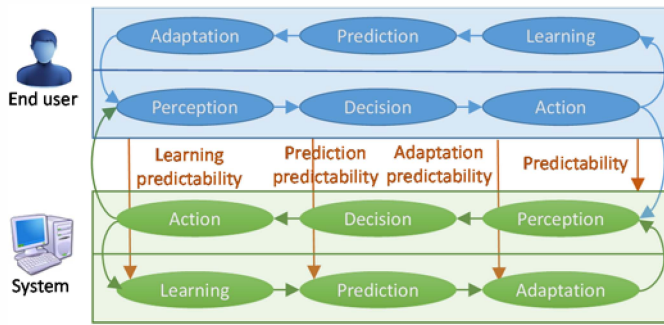 Adaptation Prediction Learning
End user
Perception Decision Action
Learning predictability
Prediction predictability
Adaptation predictability
Predictability
Action Decision Perception
System
Learning Prediction Adaptation